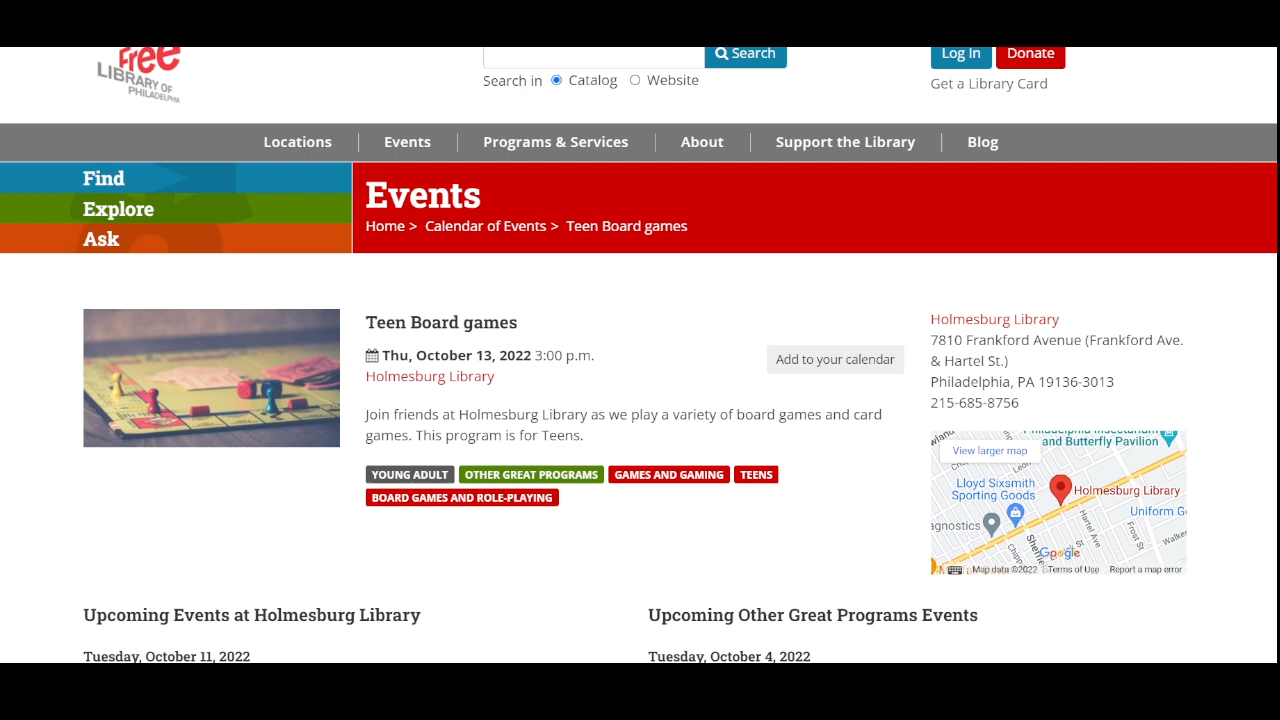 Free
LIBRARY OF
PHILADELPHIA
Search
Search in Catalog Website
Log In Donate
Get a Library Card
Locations Events Programs & Services About Support the Library Blog
Find
Explore
Ask
Events
Home > Calendar of Events > Teen Board games
Teen Board games
Thu, October 13, 2022 3:00 p.m.
Holmesburg Library
Add to your calendar
Join friends at Holmesburg Library as we play a variety of board games and card
games. This program is for Teens.
YOUNG ADULT OTHER GREAT PROGRAMS GAMES AND GAMING TEENS
BOARD GAMES AND ROLE-PLAYING
Holmesburg Library
7810 Frankford Avenue (Frankford Ave.
& Hartel St.)
Philadelphia, PA 19136-3013
215-685-8756
and Butterfly Pavilion
View larger map
Lloyd Sixsmith
Sporting Goods
Holmesburg Library
Uniform
agnostics
Hartel Ave
Frost St
Google
Map data ©2022 Terms of Use Report a map error
Upcoming Events at Holmesburg Library
Tuesday, October 11, 2022
Upcoming Other Great Programs Events
Tuesday, October 4, 2022